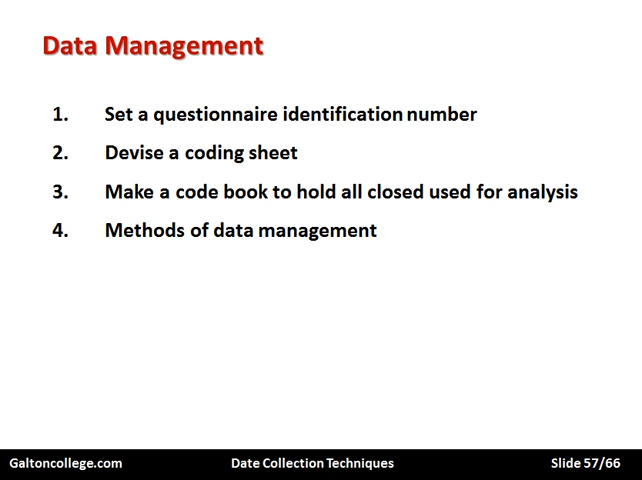 Data Management
1. Set a questionnaire identification number
2. Devise a coding sheet
3. Make a code book to hold all closed used for analysis
4. Methods of data management
Galtoncollege.com Date Collection Techniques Slide 57/66